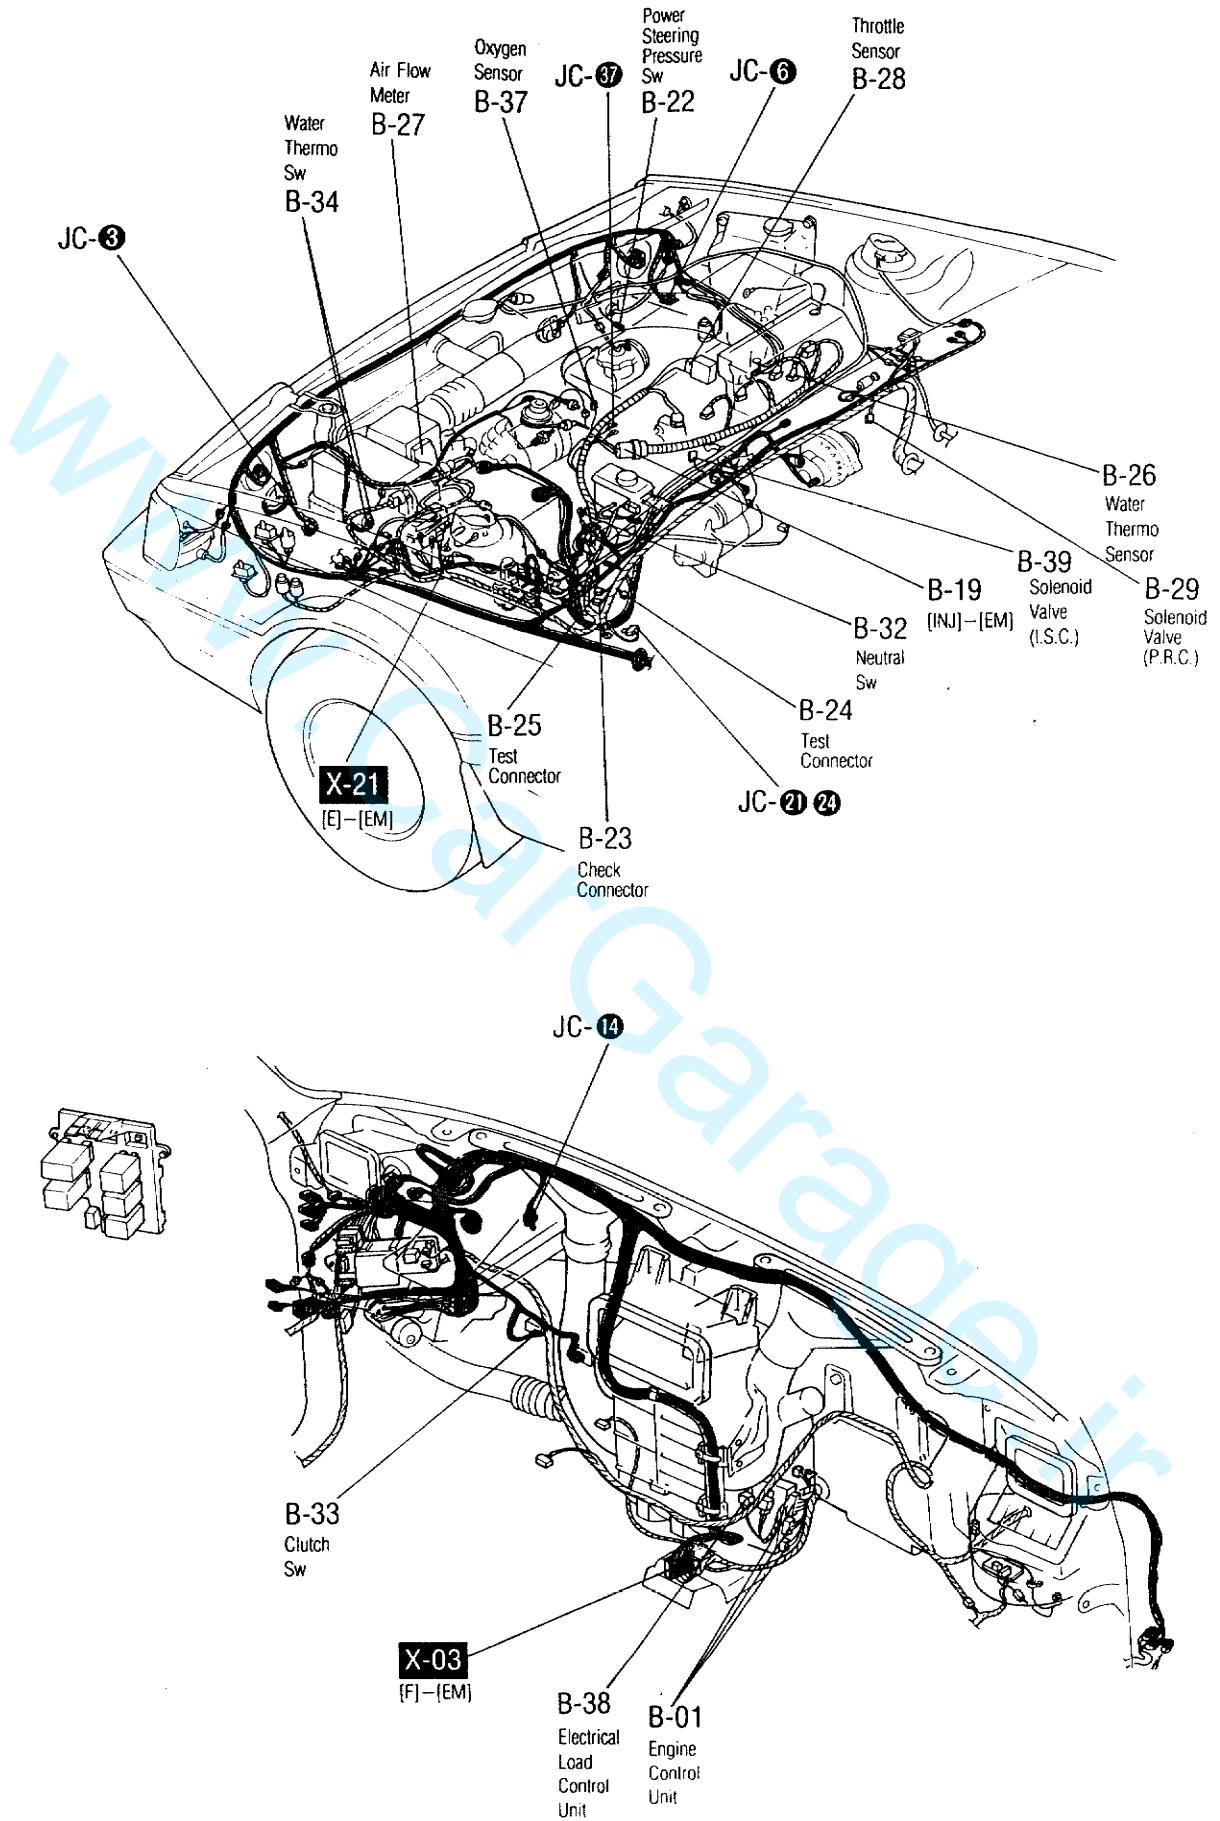 Power
Steering
Pressure
Sw
B-22
Throttle
Sensor
B-28
Oxygen
Sensor
B-37
JC-37
JC-6
Air Flow
Meter
B-27
Water
Thermo
Sw
B-34
JC-3
B-26
Water
Thermo
Sensor
B-39
Solenoid
Valve
(I.S.C.)
B-29
Solenoid
Valve
(P.R.C.)
B-19
[INJ]-[EM]
B-32
Neutral
Sw
B-24
Test
Connector
B-25
Test
Connector
X-21
[E]-[EM]
JC-21 24
B-23
Check
Connector
JC-14
B-33
Clutch
Sw
X-03
[F]-[EM]
B-38
Electrical
Load
Control
Unit
B-01
Engine
Control
Unit
www.CarGarage.ir